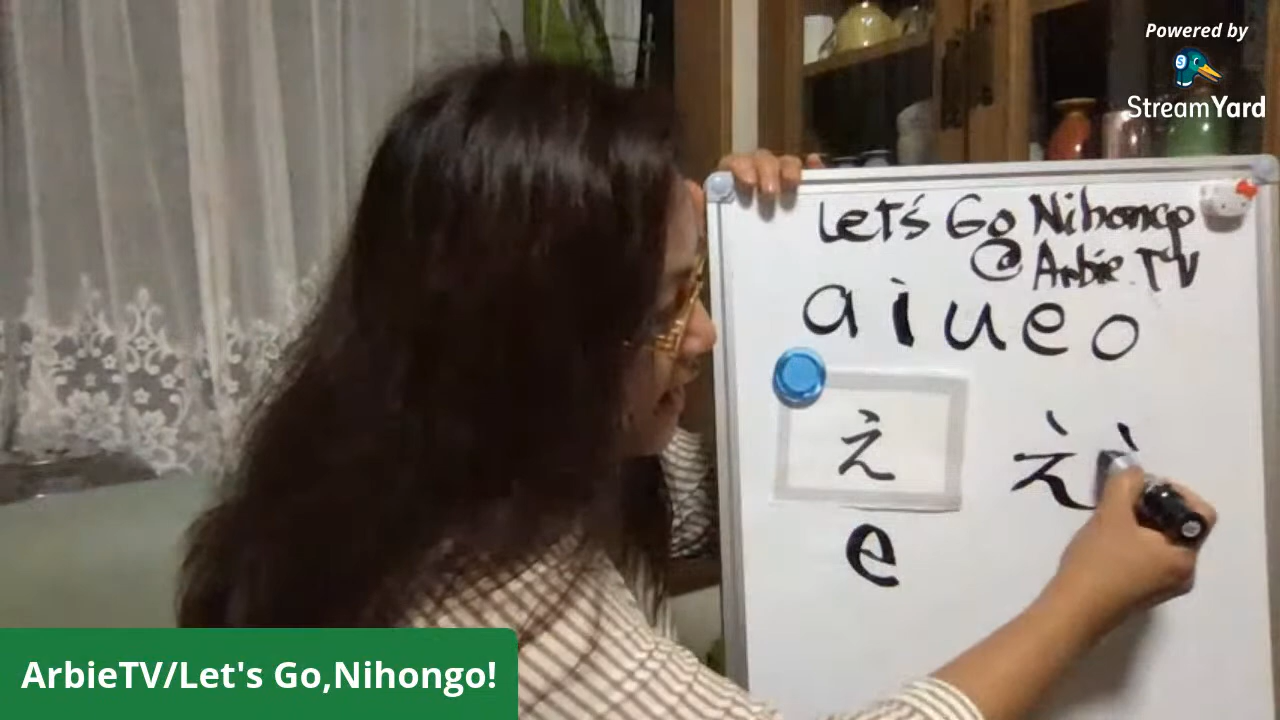 Powered by
StreamYard
Let's Go Nihongo
@ Arbie TV
a i u e o
え え
e
ArbieTV/Let's Go,Nihongo!